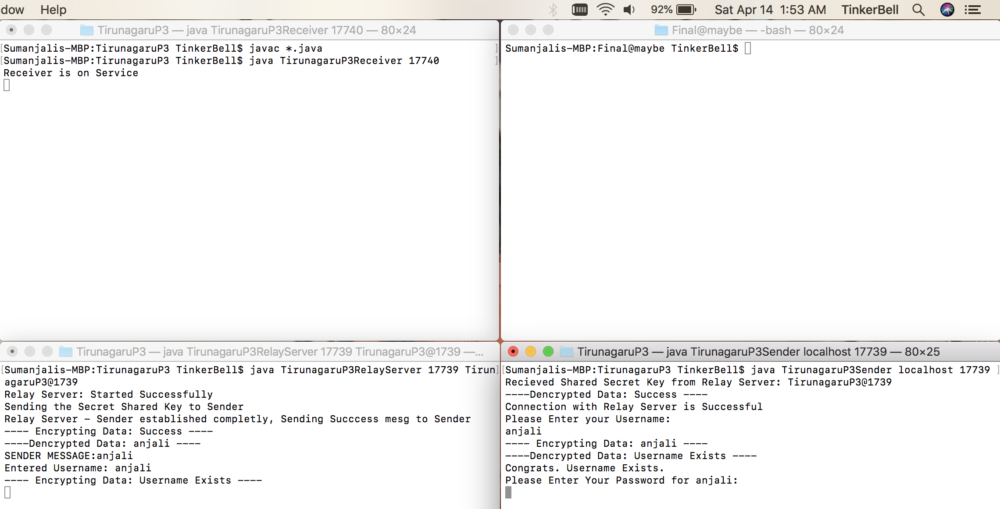 dow Help 92% Sat Apr 14 1:53 AM TinkerBell
TirunagaruP3 — java TirunagaruP3Receiver 17740 — 80×24
Sumanjalis-MBP:TirunagaruP3 TinkerBell$ javac *.java
Sumanjalis-MBP:TirunagaruP3 TinkerBell$ java TirunagaruP3Receiver 17740
Receiver is on Service
Final@maybe — -bash — 80×24
Sumanjalis-MBP:Final@maybe TinkerBell$
TirunagaruP3 — java TirunagaruP3RelayServer 17739 TirunagaruP3@1739 —...
Sumanjalis-MBP:TirunagaruP3 TinkerBell$ java TirunagaruP3RelayServer 17739 Tirun
agaruP3@1739
Relay Server: Started Successfully
Sending the Secret Shared Key to Sender
Relay Server - Sender established completly, Sending Succcess mesg to Sender
---- Encrypting Data: Success ----
----Dencrypted Data: anjali ----
SENDER MESSAGE:anjali
Entered Username: anjali
---- Encrypting Data: Username Exists ----
TirunagaruP3 — java TirunagaruP3Sender localhost 17739 — 80×25
Sumanjalis-MBP:TirunagaruP3 TinkerBell$ java TirunagaruP3Sender localhost 17739
Recieved Shared Secret Key from Relay Server: TirunagaruP3@1739
----Dencrypted Data: Success ----
Connection with Relay Server is Successful
Please Enter your Username:
anjali
---- Encrypting Data: anjali ----
----Dencrypted Data: Username Exists ----
Congrats. Username Exists.
Please Enter Your Password for anjali: